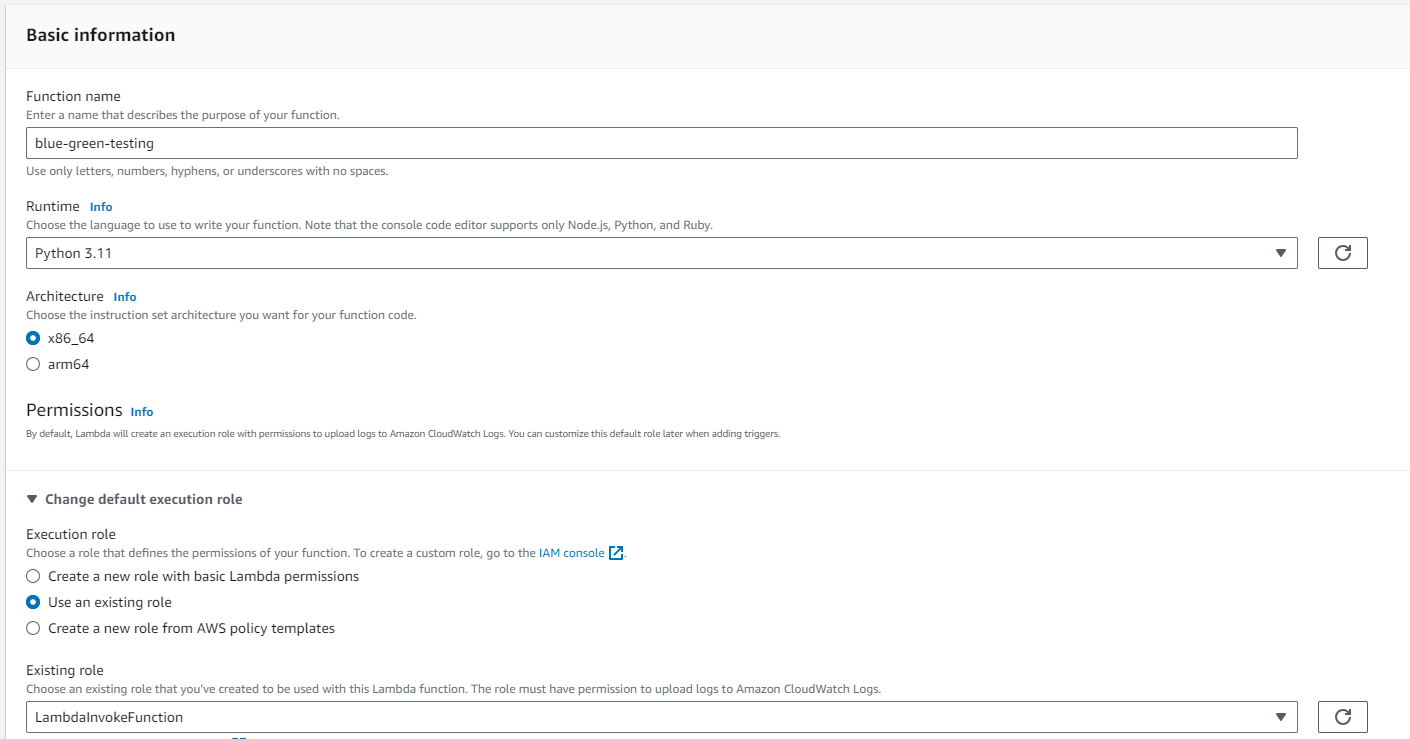 Basic information
Function name
Enter a name that describes the purpose of your function.
blue-green-testing
Use only letters, numbers, hyphens, or underscores with no spaces.
Runtime Info
Choose the language to use to write your function. Note that the console code editor supports only Node.js, Python, and Ruby.
Python 3.11
Architecture Info
Choose the instruction set architecture you want for your function code.
x86_64
arm64
Permissions Info
By default, Lambda will create an execution role with permissions to upload logs to Amazon CloudWatch Logs. You can customize this default role later when adding triggers.
Change default execution role
Execution role
Choose a role that defines the permissions of your function. To create a custom role, go to the IAM console.
Create a new role with basic Lambda permissions
Use an existing role
Create a new role from AWS policy templates
Existing role
Choose an existing role that you've created to be used with this Lambda function. The role must have permission to upload logs to Amazon CloudWatch Logs.
LambdaInvokeFunction